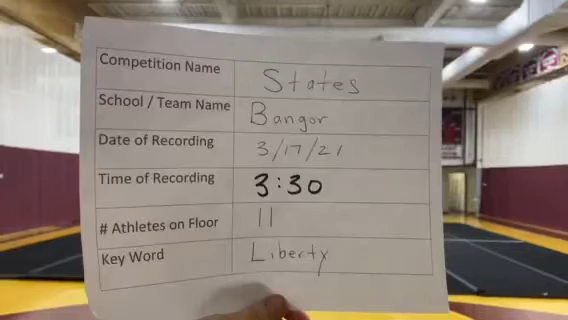 Competition Name States
School / Team Name Bangor
Date of Recording 3/17/21
Time of Recording 3:30
# Athletes on Floor 11
Key Word Liberty